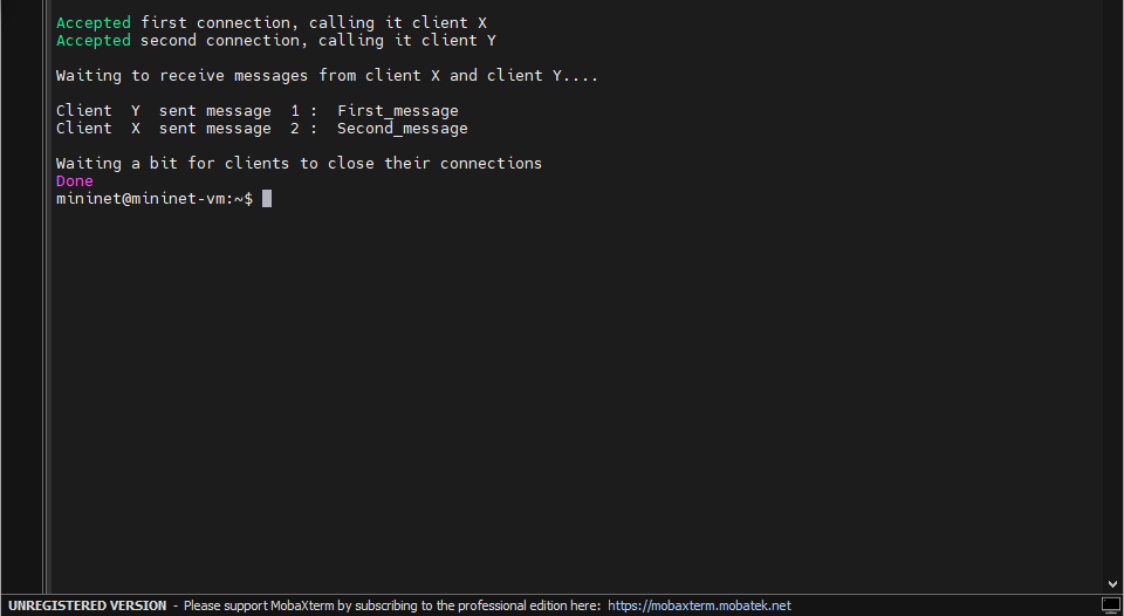 Accepted first connection, calling it client X
Accepted second connection, calling it client Y
Waiting to receive messages from client X and client Y....
Client  Y  sent message  1 :  First_message
Client  X  sent message  2 :  Second_message
Waiting a bit for clients to close their connections
Done
mininet@mininet-vm:~$
UNREGISTERED VERSION - Please support MobaXterm by subscribing to the professional edition here: https://mobaxterm.mobatek.net